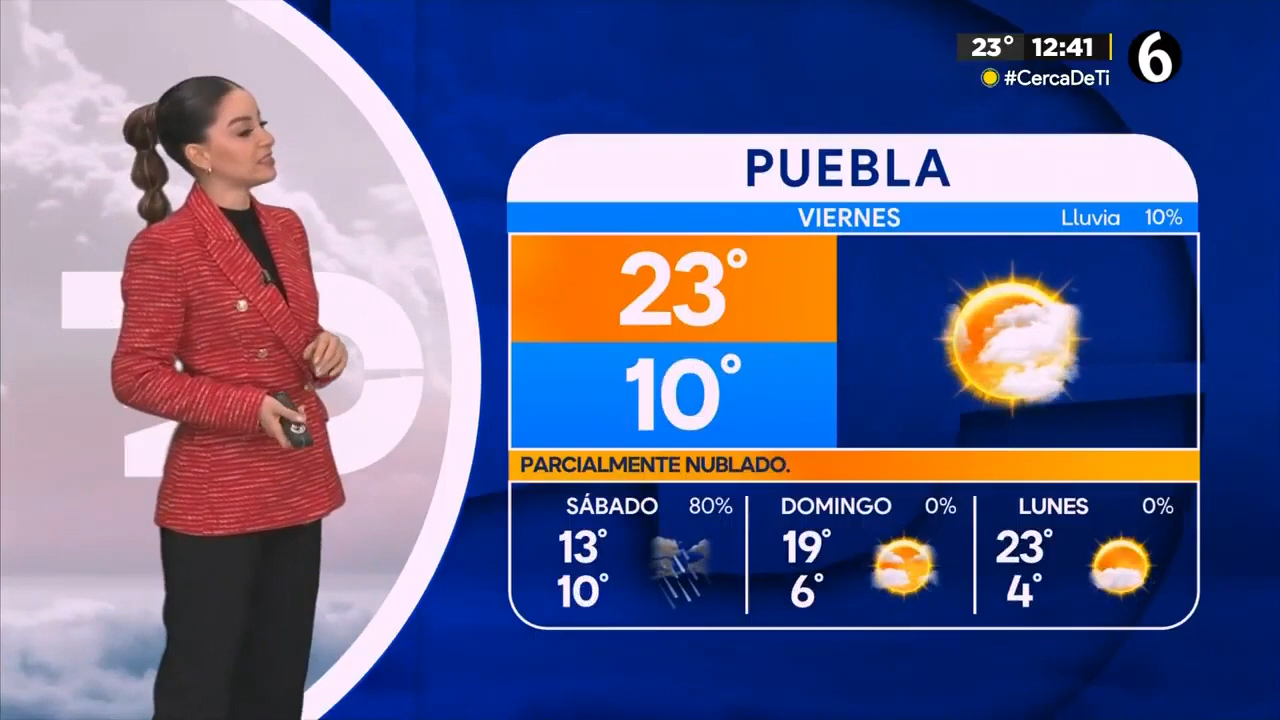 23° 12:41
6
#CercaDeTi
PUEBLA
VIERNES Lluvia 10%
23°
10°
PARCIALMENTE NUBLADO.
SÁBADO 80%
13°
10°
DOMINGO 0%
19°
6°
LUNES 0%
23°
4°